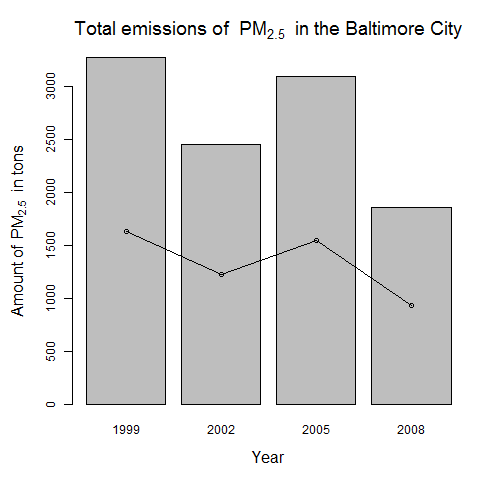 Total emissions of PM2.5 in the Baltimore City
Amount of PM2.5 in tons
3000
2500
2000
1500
1000
500
0
1999 2002 2005 2008
Year